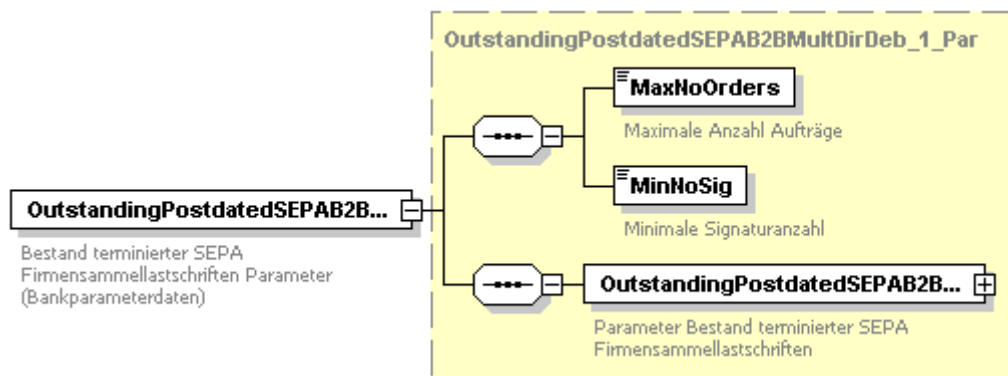 OutstandingPostdatedSEPAB2BMultDirDeb_1_Par
MaxNoOrders
Maximale Anzahl Aufträge
MinNoSig
Minimale Signaturanzahl
OutstandingPostdatedSEPAB2B...
Bestand terminierter SEPA
Firmensammellastschriften Parameter
(Bankparameterdaten)
OutstandingPostdatedSEPAB2B...
Parameter Bestand terminierter SEPA
Firmensammellastschriften